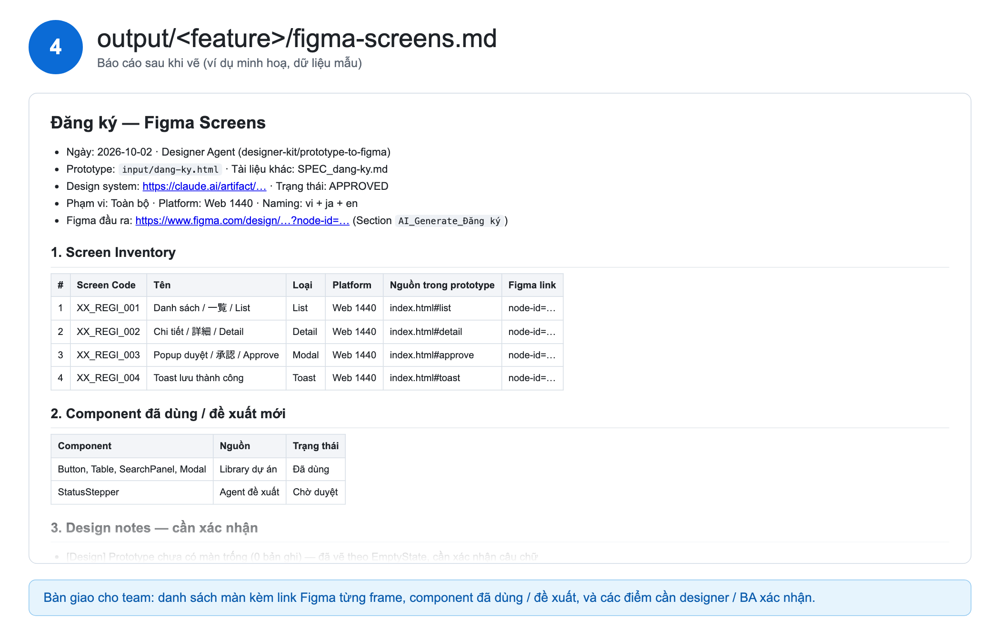 4
output/<feature>/figma-screens.md
Báo cáo sau khi vẽ (ví dụ minh hoạ, dữ liệu mẫu)
Đăng ký — Figma Screens
• Ngày: 2026-10-02 · Designer Agent (designer-kit/prototype-to-figma)
• Prototype: input/dang-ky.html · Tài liệu khác: SPEC_dang-ky.md
• Design system: https://claude.ai/artifact/… · Trạng thái: APPROVED
• Phạm vi: Toàn bộ · Platform: Web 1440 · Naming: vi + ja + en
• Figma đầu ra: https://www.figma.com/design/…?node-id=… (Section AI_Generate_Đăng ký)
1. Screen Inventory
# Screen Code Tên Loại Platform Nguồn trong prototype Figma link
1 XX_REGI_001 Danh sách / 一覧 / List List Web 1440 index.html#list node-id=…
2 XX_REGI_002 Chi tiết / 詳細 / Detail Detail Web 1440 index.html#detail node-id=…
3 XX_REGI_003 Popup duyệt / 承認 / Approve Modal Web 1440 index.html#approve node-id=…
4 XX_REGI_004 Toast lưu thành công Toast Web 1440 index.html#toast node-id=…
2. Component đã dùng / đề xuất mới
Component Nguồn Trạng thái
Button, Table, SearchPanel, Modal Library dự án Đã dùng
StatusStepper Agent đề xuất Chờ duyệt
3. Design notes — cần xác nhận
• [Design] Prototype chưa có màn trống (0 bản ghi) — đã vẽ theo EmptyState, cần xác nhận câu chữ
Bàn giao cho team: danh sách màn kèm link Figma từng frame, component đã dùng / đề xuất, và các điểm cần designer / BA xác nhận.